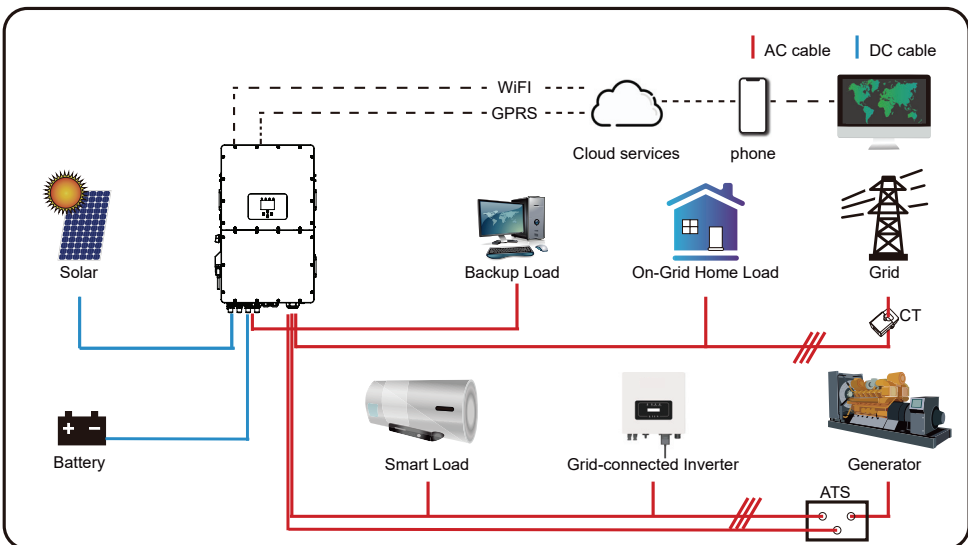 AC cable
DC cable
WiFI
GPRS
Cloud services
phone
Solar
Backup Load
On-Grid Home Load
Grid
CT
Battery
Smart Load
Grid-connected Inverter
Generator
ATS